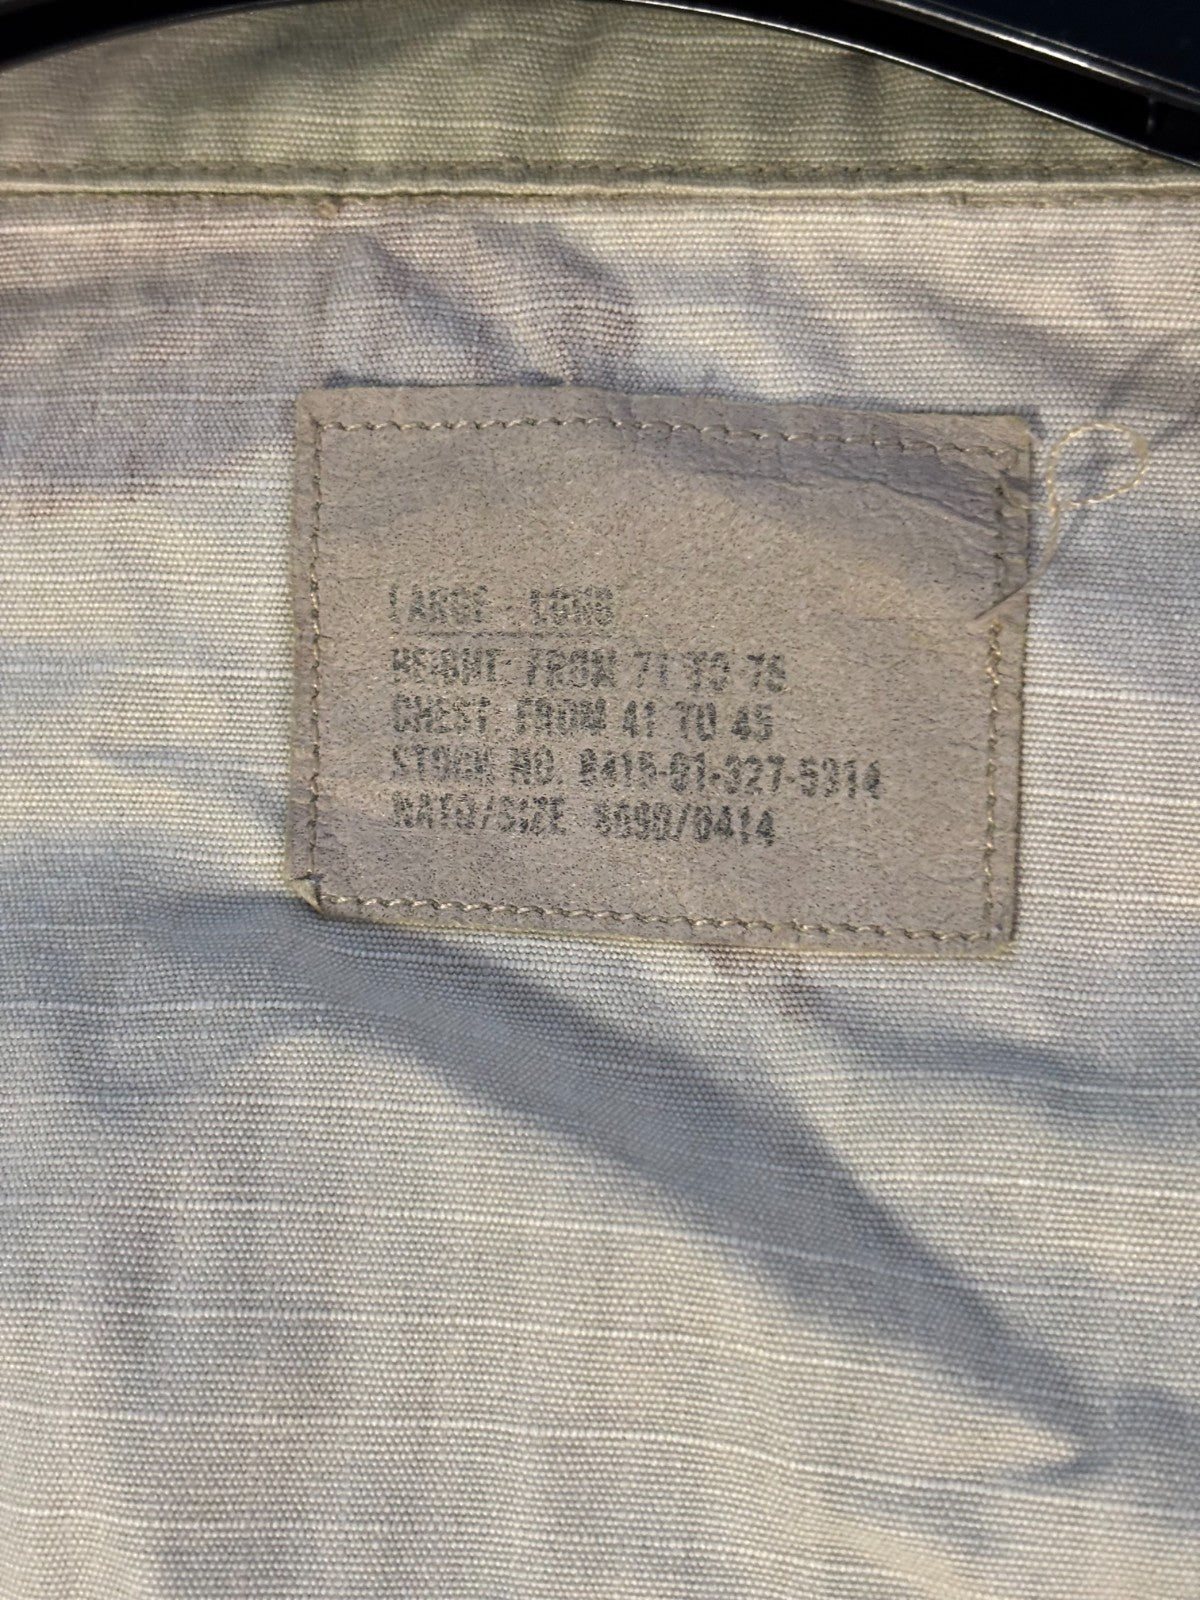 LARGE - LONG
HEIGHT: FROM 71 TO 75
CHEST: FROM 41 TO 45
STOCK NO. 8415-01-327-5314
NATO/SIZE 8090/0414